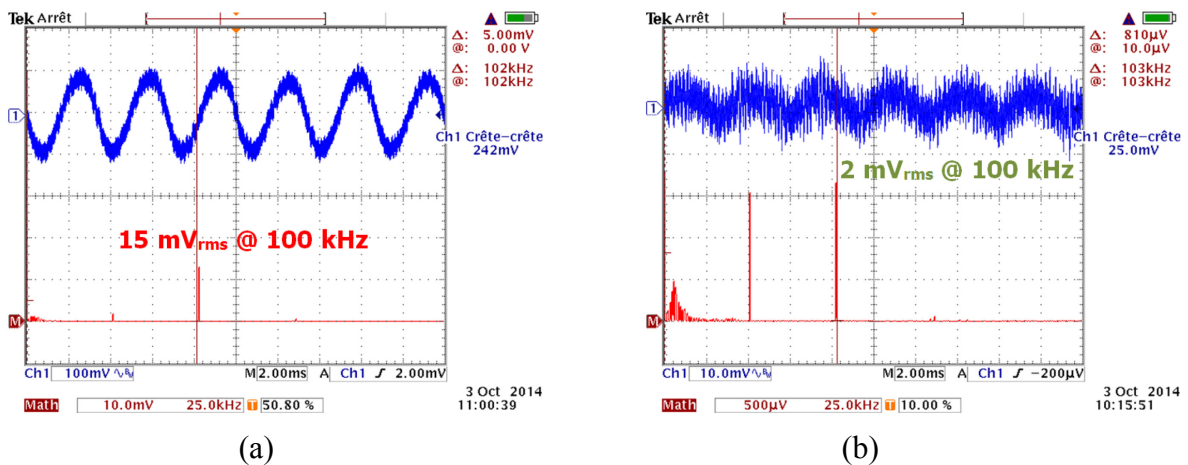 Tek Arrêt
Δ: 5.00mV
@: 0.00 V
Δ: 102kHz
@: 102kHz
1
Ch1 Crête−crête
242mV
15 mVrms @ 100 kHz
M
Ch1 100mV M 2.00ms A Ch1 2.00mV
Math 10.0mV 25.0kHz T 50.80 %
3 Oct 2014
11:00:39
(a)
Tek Arrêt
Δ: 810µV
@: 10.0µV
Δ: 103kHz
@: 103kHz
1
Ch1 Crête−crête
25.0mV
2 mVrms @ 100 kHz
M
Ch1 10.0mV M 2.00ms A Ch1 −200µV
Math 500µV 25.0kHz T 10.00 %
3 Oct 2014
10:15:51
(b)